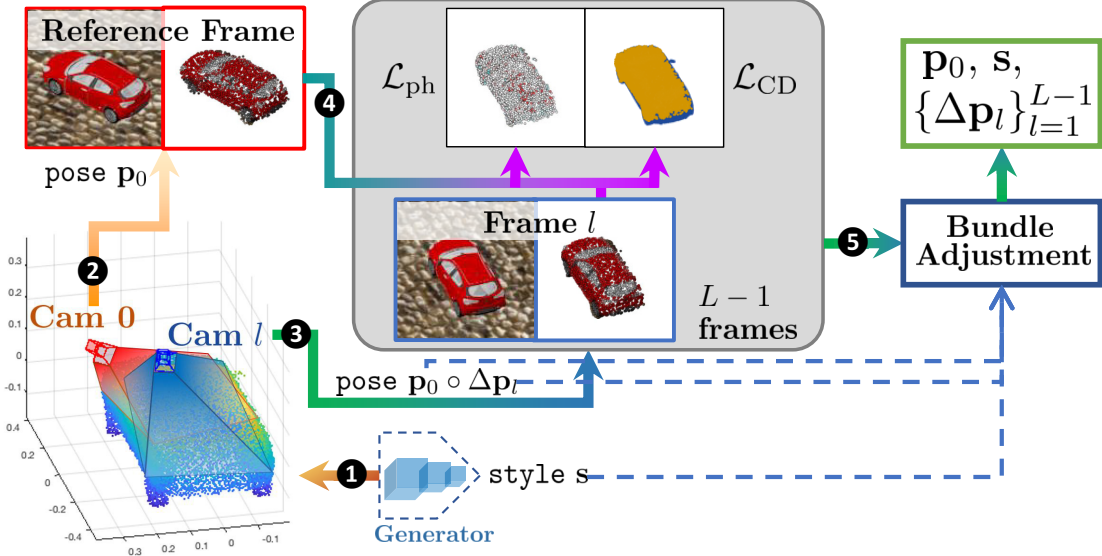 Reference Frame
4
pose p₀
2
Cam 0
Cam l
3
0.3
0.2
0.1
0
-0.1
0.4
0.2
0
-0.2
-0.4
0.3
0.2
0.1
0
-0.1
ℒ_ph
ℒ_CD
Frame l
L − 1
frames
pose p₀ ∘ Δp_l
1
style s
Generator
5
p₀, s,
{Δp_l}_{l=1}^{L−1}
Bundle
Adjustment